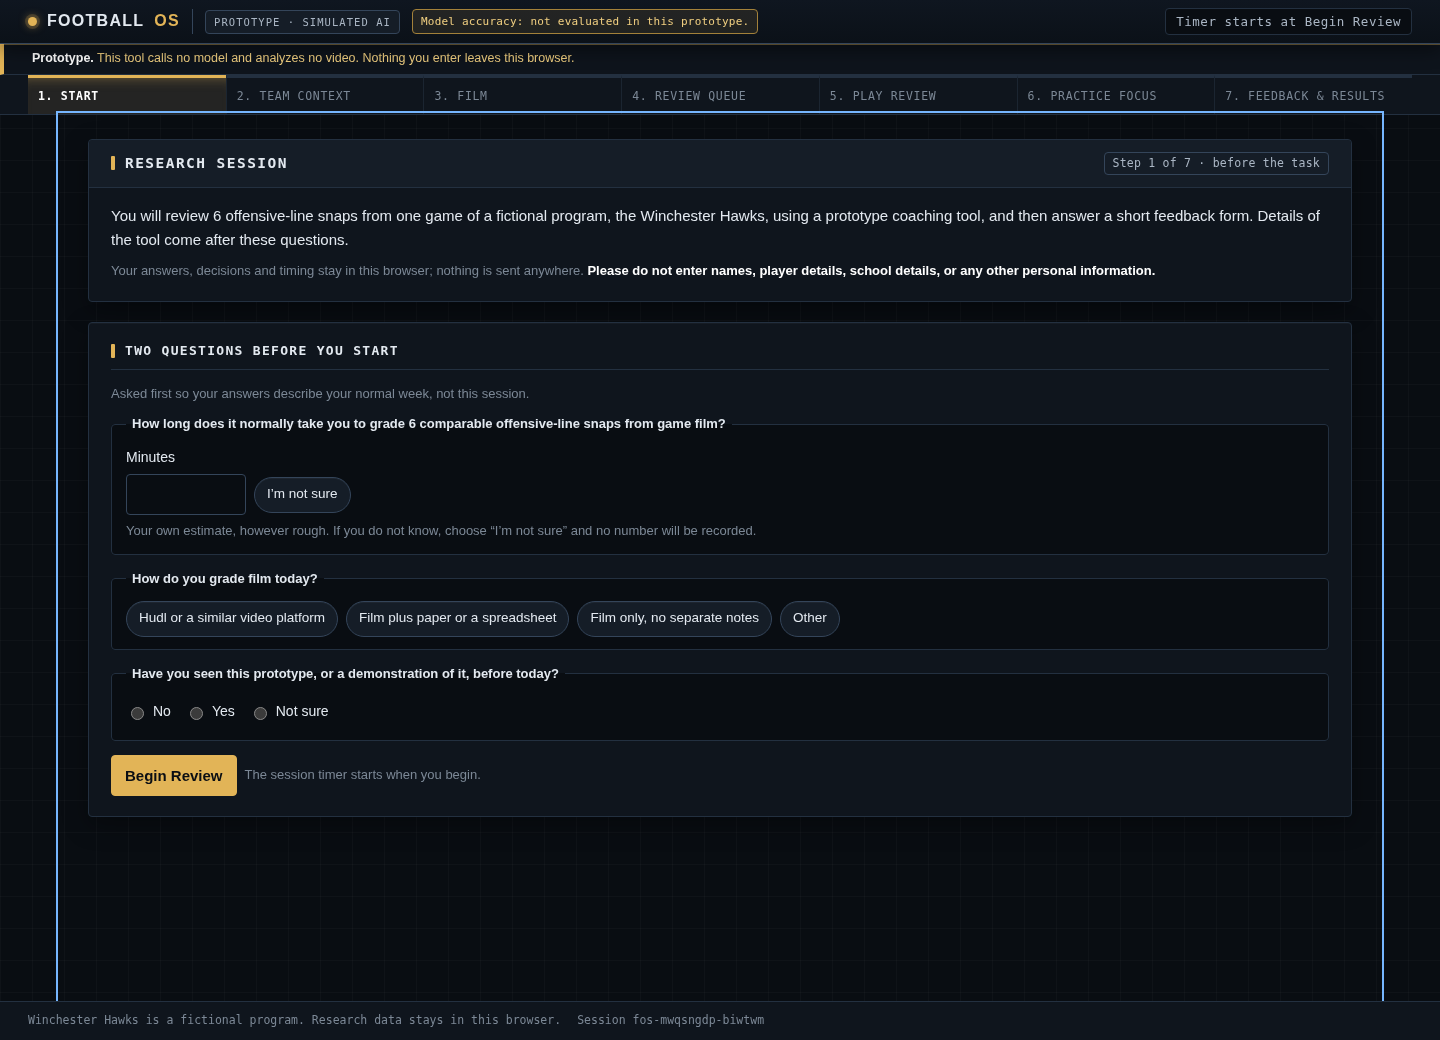 FOOTBALL OS
PROTOTYPE · SIMULATED AI
Model accuracy: not evaluated in this prototype.
Timer starts at Begin Review
Prototype. This tool calls no model and analyzes no video. Nothing you enter leaves this browser.
1. START
2. TEAM CONTEXT
3. FILM
4. REVIEW QUEUE
5. PLAY REVIEW
6. PRACTICE FOCUS
7. FEEDBACK & RESULTS
RESEARCH SESSION
Step 1 of 7 · before the task
You will review 6 offensive-line snaps from one game of a fictional program, the Winchester Hawks, using a prototype coaching tool, and then answer a short feedback form. Details of
the tool come after these questions.
Your answers, decisions and timing stay in this browser; nothing is sent anywhere. Please do not enter names, player details, school details, or any other personal information.
TWO QUESTIONS BEFORE YOU START
Asked first so your answers describe your normal week, not this session.
How long does it normally take you to grade 6 comparable offensive-line snaps from game film?
Minutes
I'm not sure
Your own estimate, however rough. If you do not know, choose “I'm not sure” and no number will be recorded.
How do you grade film today?
Hudl or a similar video platform
Film plus paper or a spreadsheet
Film only, no separate notes
Other
Have you seen this prototype, or a demonstration of it, before today?
No
Yes
Not sure
Begin Review
The session timer starts when you begin.
Winchester Hawks is a fictional program. Research data stays in this browser.
Session fos-mwqsngdp-biwtwm